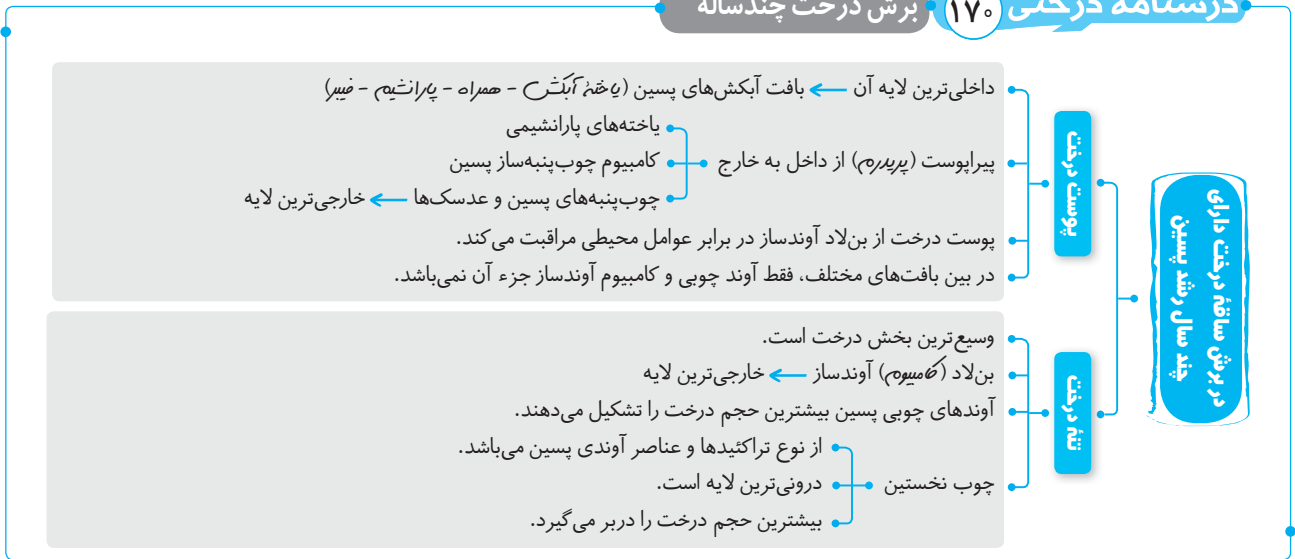 درسنامه درختی ۱۷۰ برش درخت چندساله
در برش ساقهٔ درخت دارای
چند سال رشد پسین
پوست درخت
داخلی‌ترین لایه آن ← بافت آبکش‌های پسین (یاختهٔ آبکش - همراه - پارانشیم - فیبر)
پیراپوست (پریدرم) از داخل به خارج
یاخته‌های پارانشیمی
کامبیوم چوب‌پنبه‌ساز پسین
چوب‌پنبه‌های پسین و عدسک‌ها ← خارجی‌ترین لایه
پوست درخت از بن‌لاد آوندساز در برابر عوامل محیطی مراقبت می‌کند.
در بین بافت‌های مختلف، فقط آوند چوبی و کامبیوم آوندساز جزء آن نمی‌باشد.
تنهٔ درخت
وسیع‌ترین بخش درخت است.
بن‌لاد (کامبیوم) آوندساز ← خارجی‌ترین لایه
آوندهای چوبی پسین بیشترین حجم درخت را تشکیل می‌دهند.
چوب نخستین
از نوع تراکئیدها و عناصر آوندی پسین می‌باشد.
درونی‌ترین لایه است.
بیشترین حجم درخت را دربر می‌گیرد.